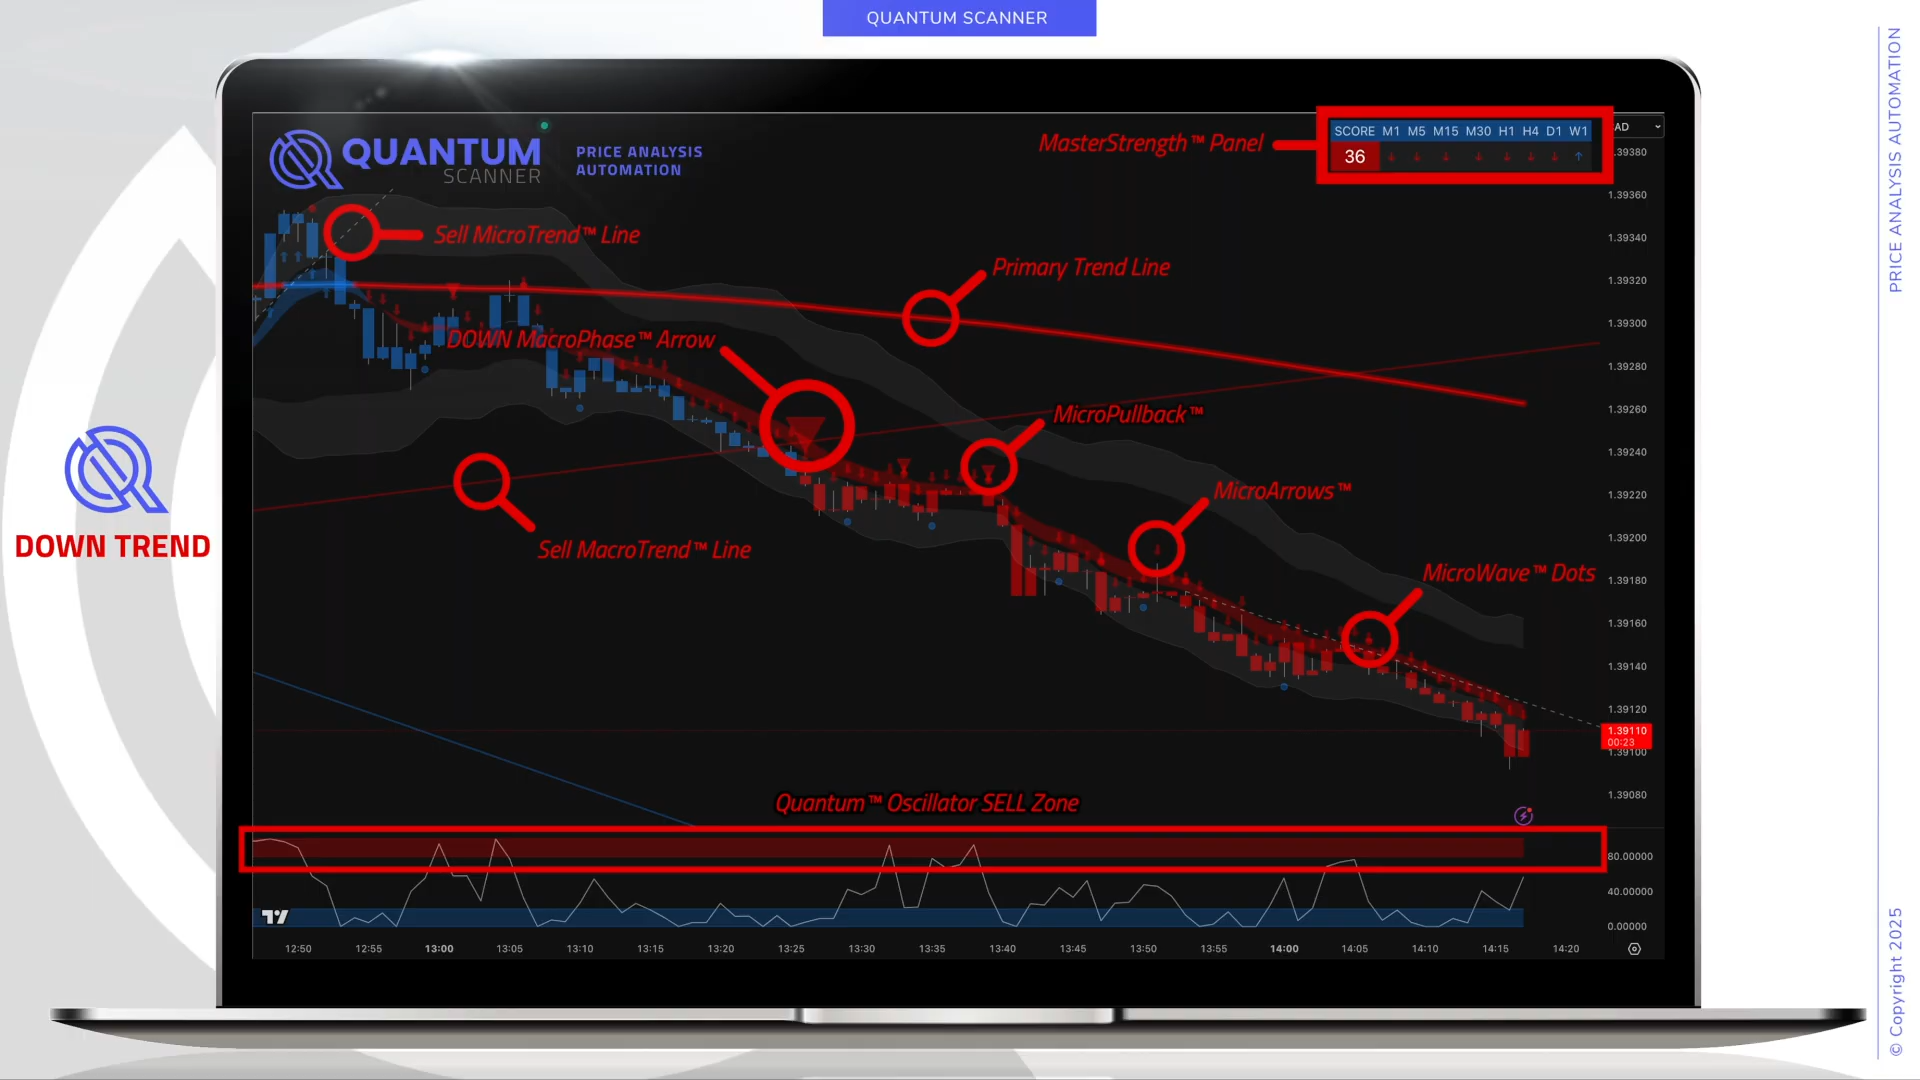 QUANTUM SCANNER
QUANTUM
SCANNER
PRICE ANALYSIS
AUTOMATION
MasterStrength™ Panel
SCORE M1 M5 M15 M30 H1 H4 D1 W1
36
AD
1.39380
1.39360
1.39340
1.39320
1.39300
1.39280
1.39260
1.39240
1.39220
1.39200
1.39180
1.39160
1.39140
1.39120
1.39110
00:23
1.39100
1.39080
Sell MicroTrend™ Line
Primary Trend Line
DOWN MacroPhase™ Arrow
MicroPullback™
MicroArrows™
Sell MacroTrend™ Line
MicroWave™ Dots
DOWN TREND
Quantum™ Oscillator SELL Zone
80.00000
40.00000
0.00000
12:50 12:55 13:00 13:05 13:10 13:15 13:20 13:25 13:30 13:35 13:40 13:45 13:50 13:55 14:00 14:05 14:10 14:15 14:20
PRICE ANALYSIS AUTOMATION
© Copyright 2025